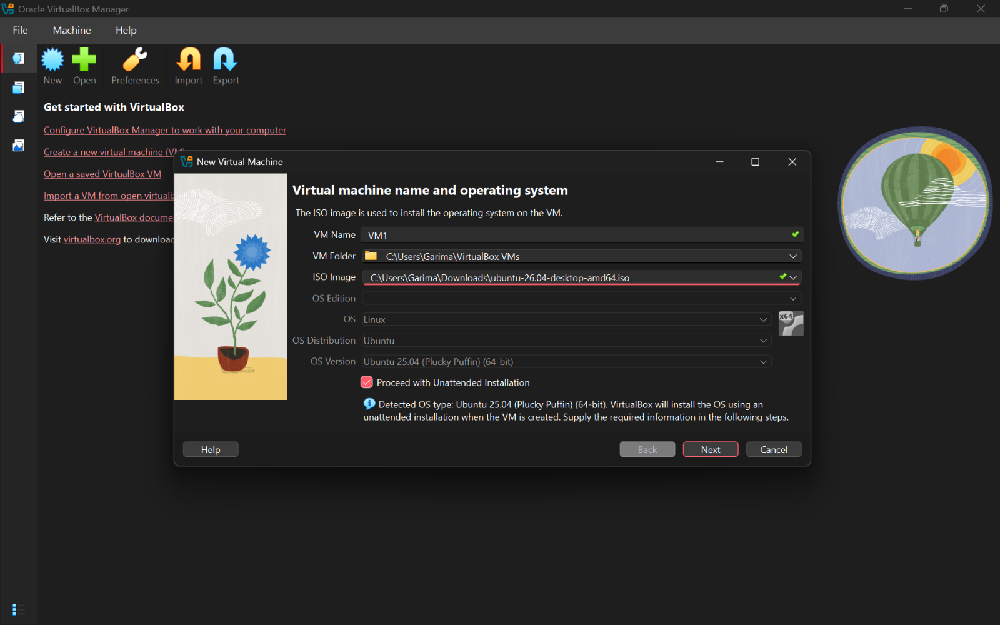 Oracle VirtualBox Manager
File Machine Help
New Open Preferences Import Export
Get started with VirtualBox
Configure VirtualBox Manager to work with your computer
Create a new virtual machine (VM)
Open a saved VirtualBox VM
Import a VM from open virtualiz
Refer to the VirtualBox docume
Visit virtualbox.org to download
New Virtual Machine
Virtual machine name and operating system
The ISO image is used to install the operating system on the VM.
VM Name VM1
VM Folder C:\Users\Garima\VirtualBox VMs
ISO Image C:\Users\Garima\Downloads\ubuntu-26.04-desktop-amd64.iso
OS Edition
OS Linux
x64
OS Distribution Ubuntu
OS Version Ubuntu 25.04 (Plucky Puffin) (64-bit)
Proceed with Unattended Installation
Detected OS type: Ubuntu 25.04 (Plucky Puffin) (64-bit). VirtualBox will install the OS using an
unattended installation when the VM is created. Supply the required information in the following steps.
Help Back Next Cancel